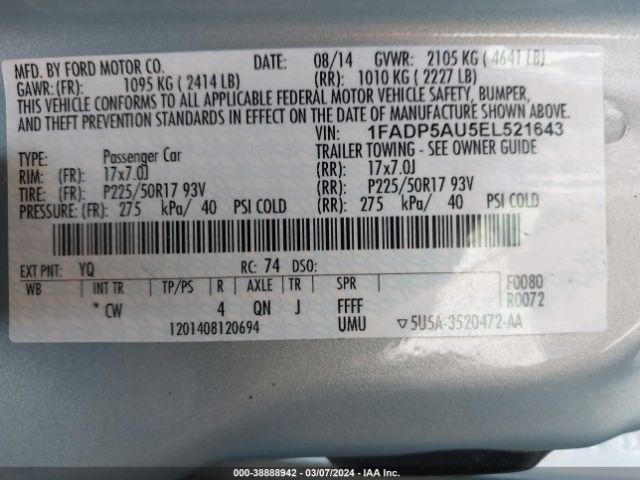 MFD. BY FORD MOTOR CO. DATE: 08/14 GVWR: 2105 KG ( 4641 LB)
GAWR: (FR): 1095 KG ( 2414 LB) (RR): 1010 KG ( 2227 LB)
THIS VEHICLE CONFORMS TO ALL APPLICABLE FEDERAL MOTOR VEHICLE SAFETY, BUMPER,
AND THEFT PREVENTION STANDARDS IN EFFECT ON THE DATE OF MANUFACTURE SHOWN ABOVE.
VIN: 1FADP5AU5EL521643
TYPE: Passenger Car TRAILER TOWING - SEE OWNER GUIDE
RIM: (FR): 17x7.0J (RR): 17x7.0J
TIRE: (FR): P225/50R17 93V (RR): P225/50R17 93V
PRESSURE: (FR): 275 kPa/ 40 PSI COLD (RR): 275 kPa/ 40 PSI COLD
EXT PNT: YQ RC: 74 DSO:
WB INT TR TP/PS R AXLE TR SPR F0080
R0072
* CW 4 QN J FFFF
1201408120694 UMU ▽5U5A-3520472-AA
000-38888942 — 03/07/2024 | IAA Inc.